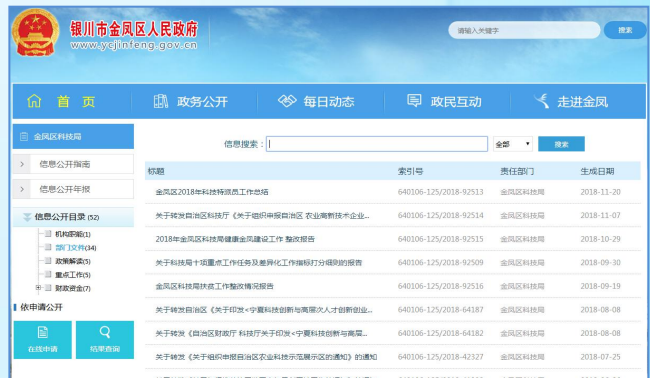 银川市金凤区人民政府
www.ycjinfeng.gov.cn
请输入关键字
搜索
首 页
政务公开
每日动态
政民互动
走进金凤
金凤区科技局
信息公开指南
信息公开年报
信息公开目录 (52)
机构职能(1)
部门文件(34)
政策解读(5)
重点工作(5)
财政资金(7)
依申请公开
在线申请
结果查询
信息搜索：
全部
搜索
标题 索引号 责任部门 生成日期
金凤区2018年科技特派员工作总结 640106-125/2018-92513 金凤区科技局 2018-11-20
关于转发自治区科技厅《关于组织申报自治区 农业高新技术企业... 640106-125/2018-92514 金凤区科技局 2018-11-07
2018年金凤区科技局健康金凤建设工作 整改报告 640106-125/2018-92515 金凤区科技局 2018-10-29
关于科技局十项重点工作任务及差异化工作指标打分细则的报告 640106-125/2018-92509 金凤区科技局 2018-09-30
金凤区科技局扶贫工作整改情况报告 640106-125/2018-92516 金凤区科技局 2018-09-19
关于转发自治区《关于印发<宁夏科技创新与高层次人才创新创业... 640106-125/2018-64187 金凤区科技局 2018-08-08
关于转发《自治区财政厅 科技厅关于印发<宁夏科技创新与高层... 640106-125/2018-64182 金凤区科技局 2018-08-08
关于转发《关于组织申报自治区农业科技示范展示区的通知》的通知 640106-125/2018-42327 金凤区科技局 2018-07-25